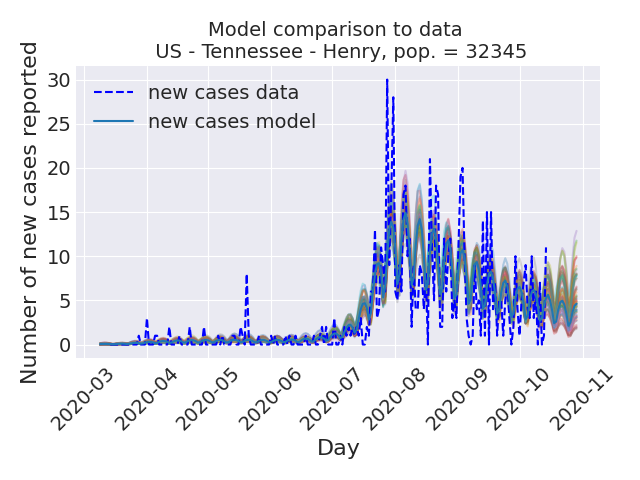 Model comparison to data
US - Tennessee - Henry, pop. = 32345
Number of new cases reported
30
25
20
15
10
5
0
new cases data
new cases model
2020-03
2020-04
2020-05
2020-06
2020-07
2020-08
2020-09
2020-10
2020-11
Day